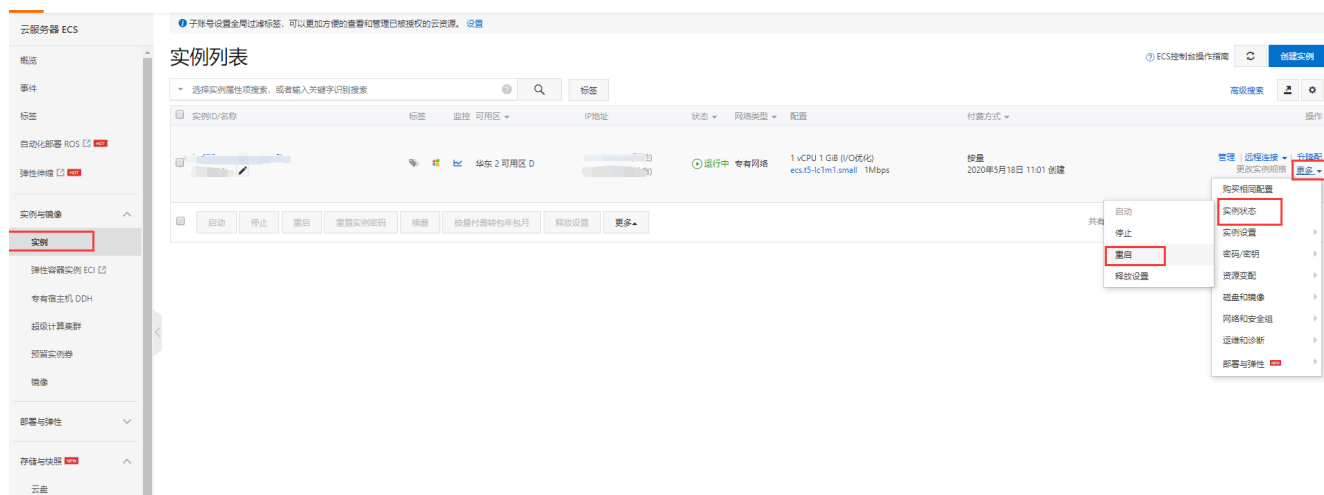 云服务器 ECS
概览
事件
标签
自动化部署 ROS HOT
弹性伸缩 HOT
实例与镜像
实例
弹性容器实例 ECI
专有宿主机 DDH
超级计算集群
预留实例券
镜像
部署与弹性
存储与快照 NEW
云盘
子账号设置全局过滤标签，可以更加方便的查看和管理已被授权的云资源。 设置
实例列表
ECS控制台操作指南 创建实例
选择实例属性项搜索，或者输入关键字识别搜索 标签 高级搜索
实例ID/名称 标签 监控 可用区 IP地址 状态 网络类型 配置 付费方式 操作
华东 2 可用区 D 运行中 专有网络
1 vCPU 1 GiB (I/O优化)
ecs.t5-lc1m1.small 1Mbps
按量
2020年5月18日 11:01 创建
管理 | 远程连接 | 升降配
更改实例规格 更多
启动 停止 重启 重置实例密码 续费 按量付费转包年包月 释放设置 更多
共有
启动
停止
重启
释放设置
购买相同配置
实例状态
实例设置
密码/密钥
资源变配
磁盘和镜像
网络和安全组
运维和诊断
部署与弹性 NEW